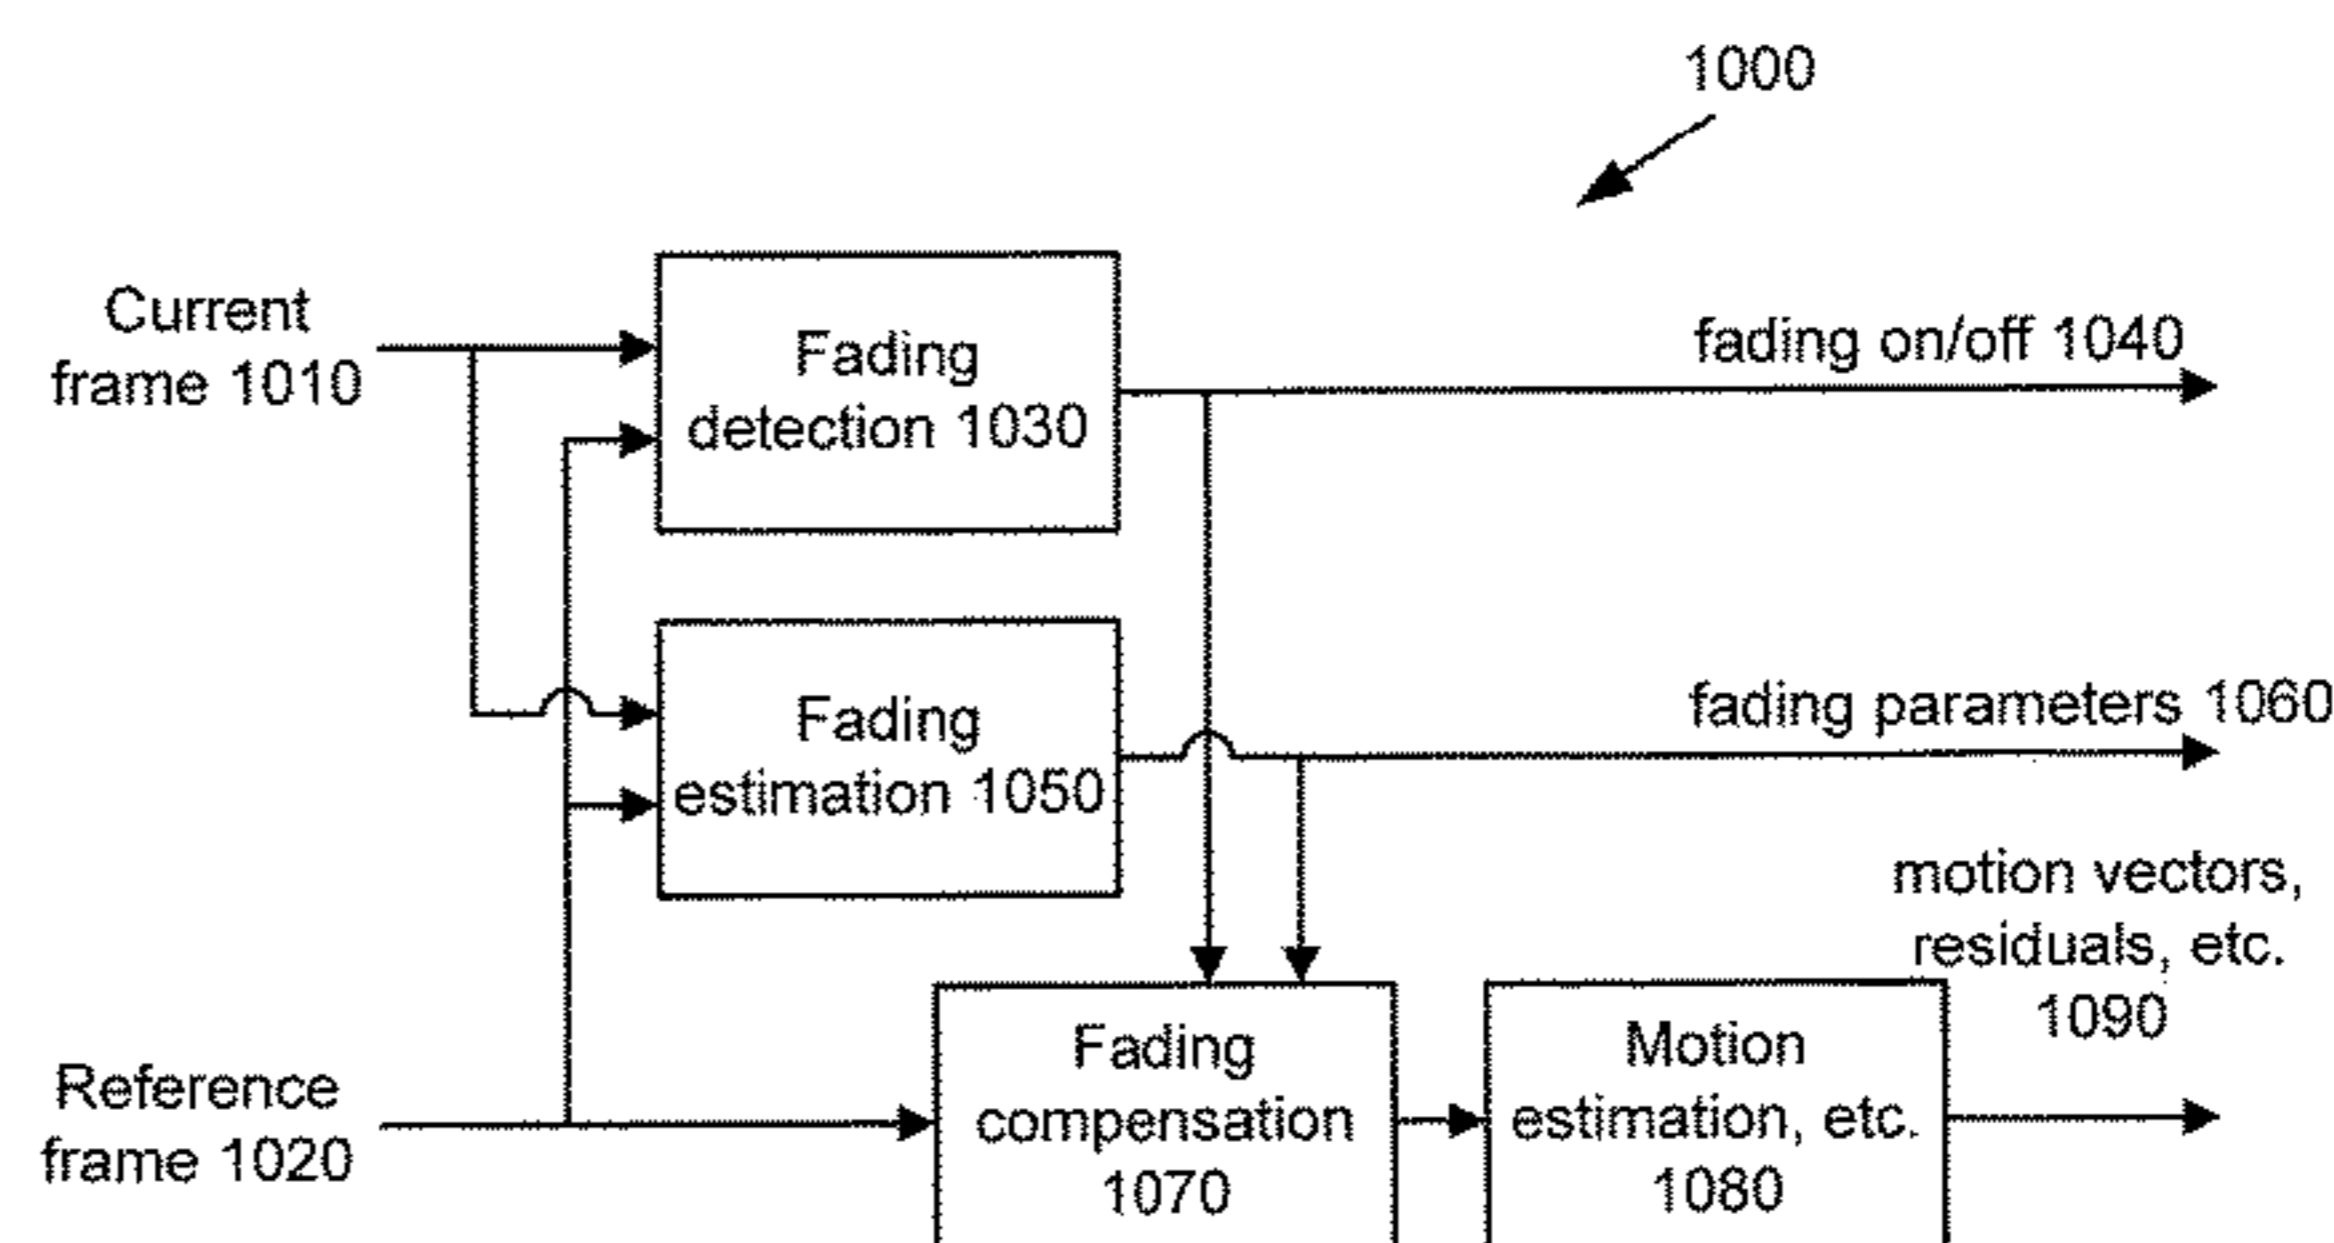 1000
Current
frame 1010
Fading
detection 1030
fading on/off 1040
Fading
estimation 1050
fading parameters 1060
motion vectors,
residuals, etc.
1090
Reference
frame 1020
Fading
compensation
1070
Motion
estimation, etc.
1080